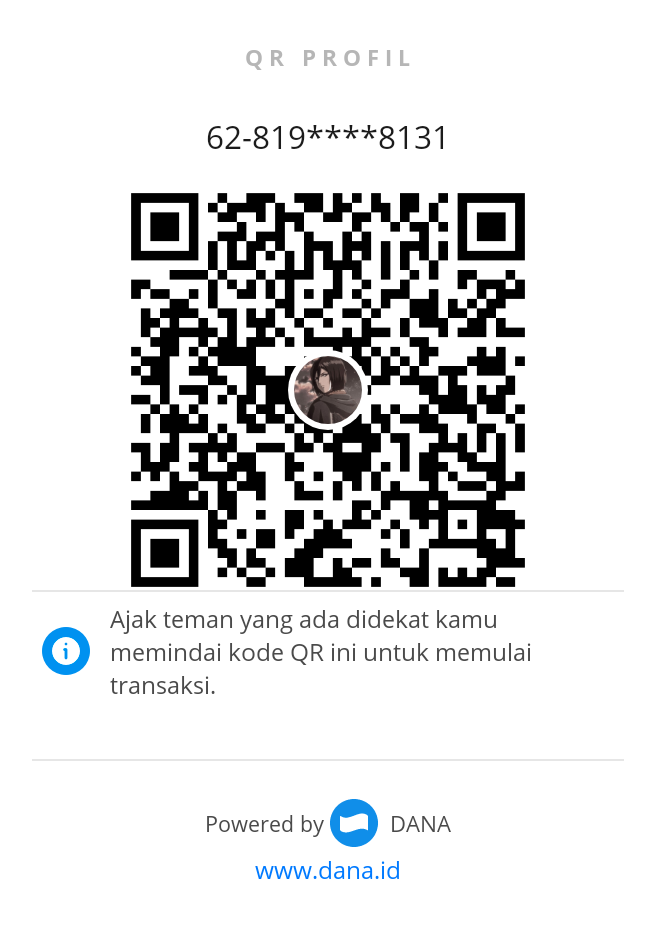 QR PROFIL
62-819****8131
Ajak teman yang ada didekat kamu
memindai kode QR ini untuk memulai
transaksi.
Powered by DANA
www.dana.id